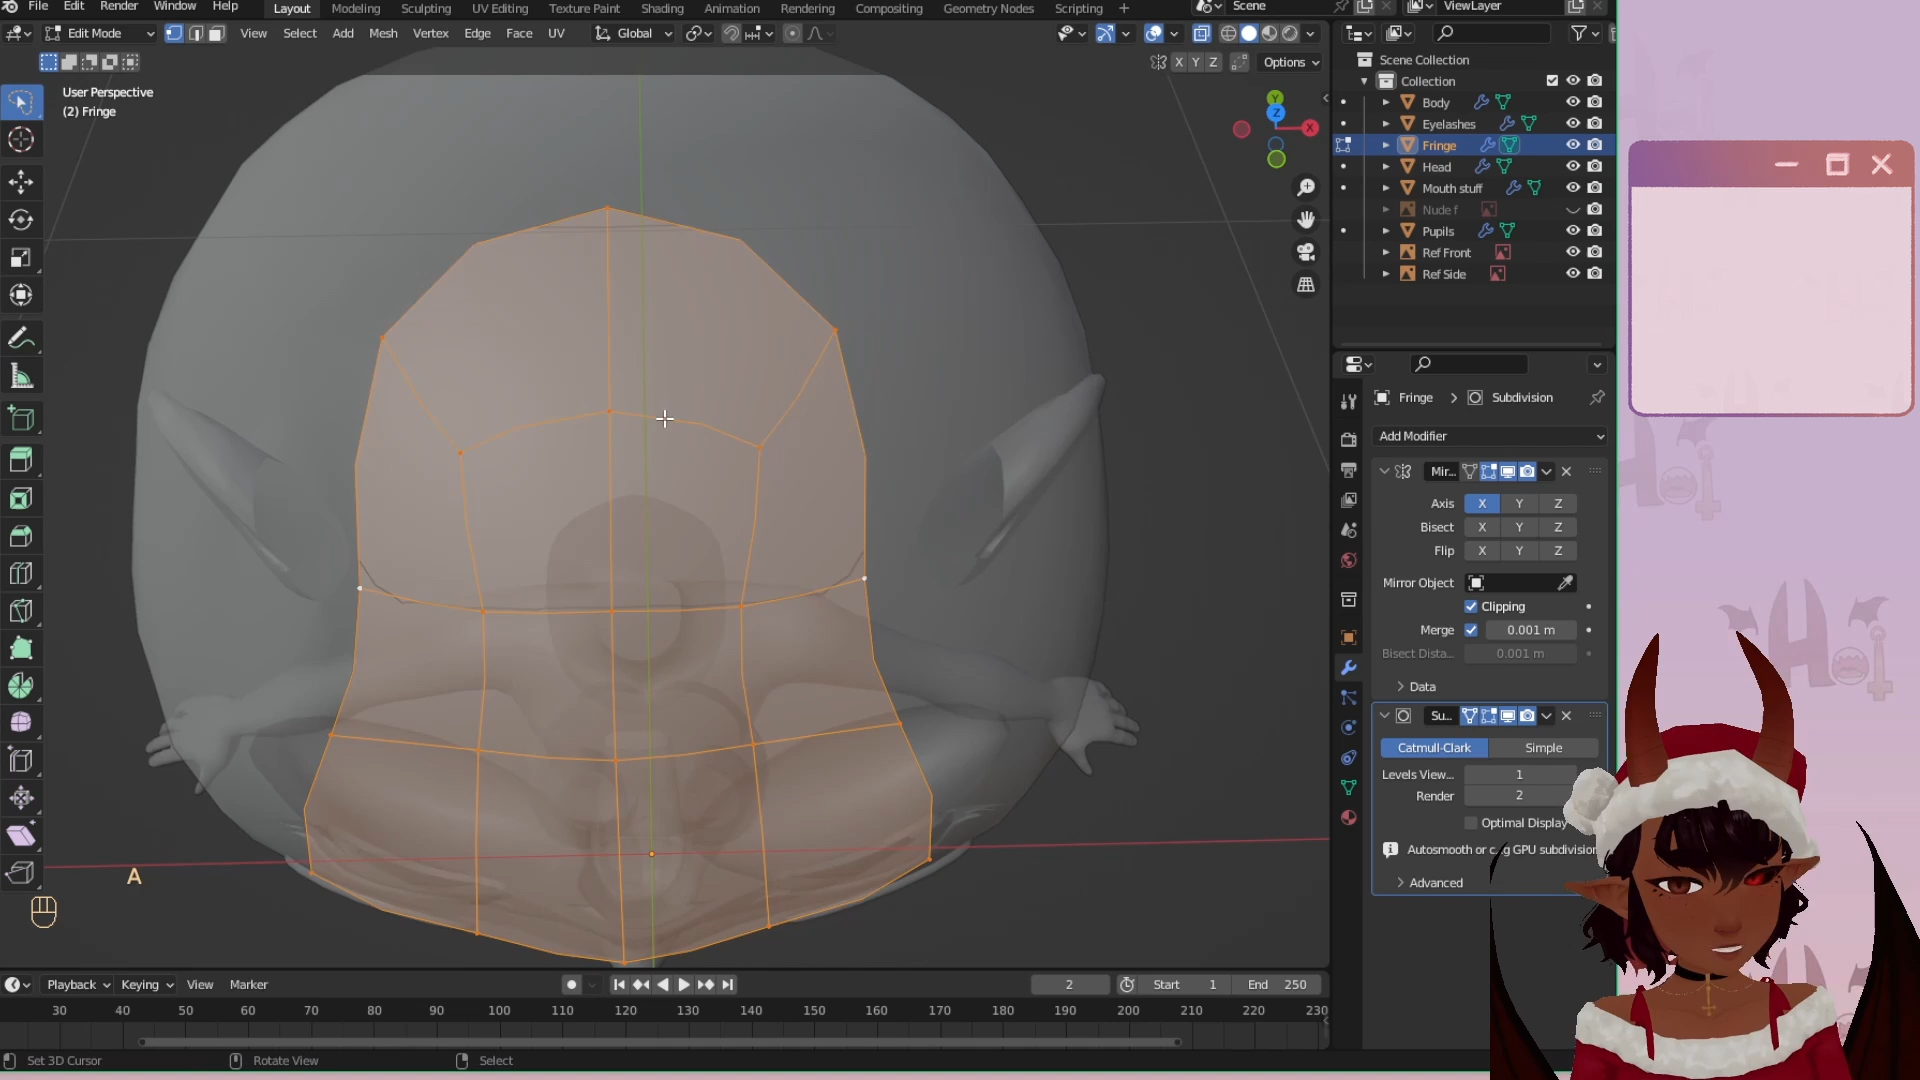 File Edit Render Window Help Layout Modeling Sculpting UV Editing Texture Paint Shading Animation Rendering Compositing Geometry Nodes Scripting + Scene ViewLayer
Edit Mode View Select Add Mesh Vertex Edge Face UV Global
X Y Z Options
User Perspective
(2) Fringe
Y
Z
X
A
Scene Collection
Collection
Body
Eyelashes
Fringe
Head
Mouth stuff
Nude f
Pupils
Ref Front
Ref Side
Fringe > Subdivision
Add Modifier
Mir...
Axis X Y Z
Bisect X Y Z
Flip X Y Z
Mirror Object
Clipping
Merge 0.001 m
Bisect Dista... 0.001 m
Data
Su...
Catmull-Clark Simple
Levels View... 1
Render 2
Optimal Display
Autosmooth or c...g GPU subdivision
Advanced
Playback Keying View Marker 2 Start 1 End 250
30 40 50 60 70 80 90 100 110 120 130 140 150 160 170 180 190 200 210 220 230
Set 3D Cursor Rotate View Select